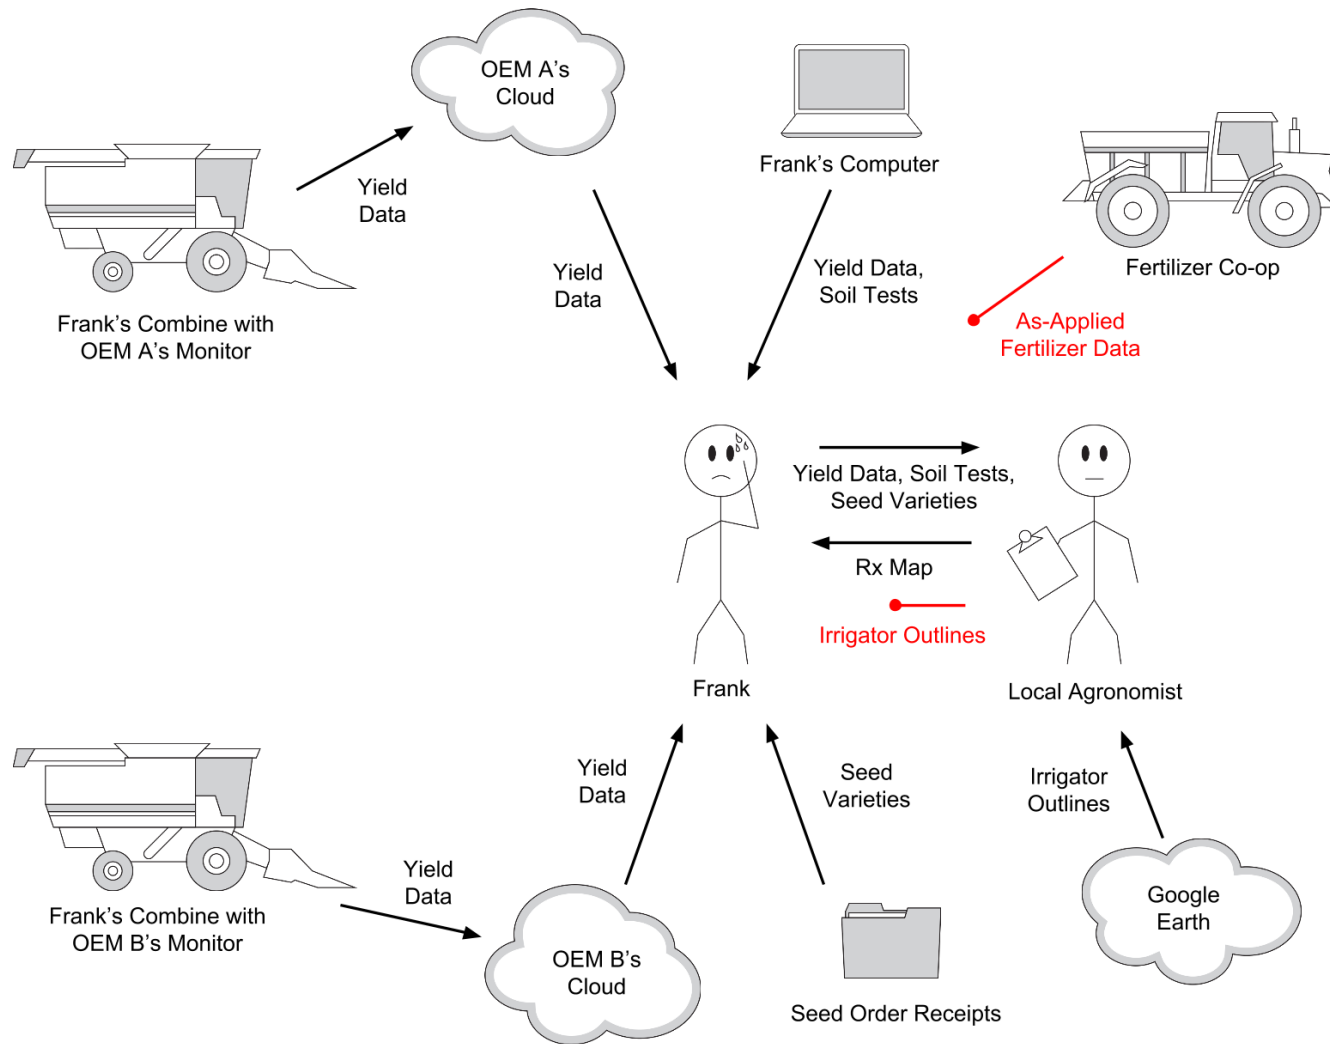 OEM A's
Cloud
Yield
Data
Frank's Combine with
OEM A's Monitor
Frank's Computer
Fertilizer Co-op
Yield
Data
Yield Data,
Soil Tests
As-Applied
Fertilizer Data
Yield Data, Soil Tests,
Seed Varieties
Rx Map
Irrigator Outlines
Frank
Local Agronomist
Yield
Data
Seed
Varieties
Irrigator
Outlines
Yield
Data
Frank's Combine with
OEM B's Monitor
OEM B's
Cloud
Seed Order Receipts
Google
Earth